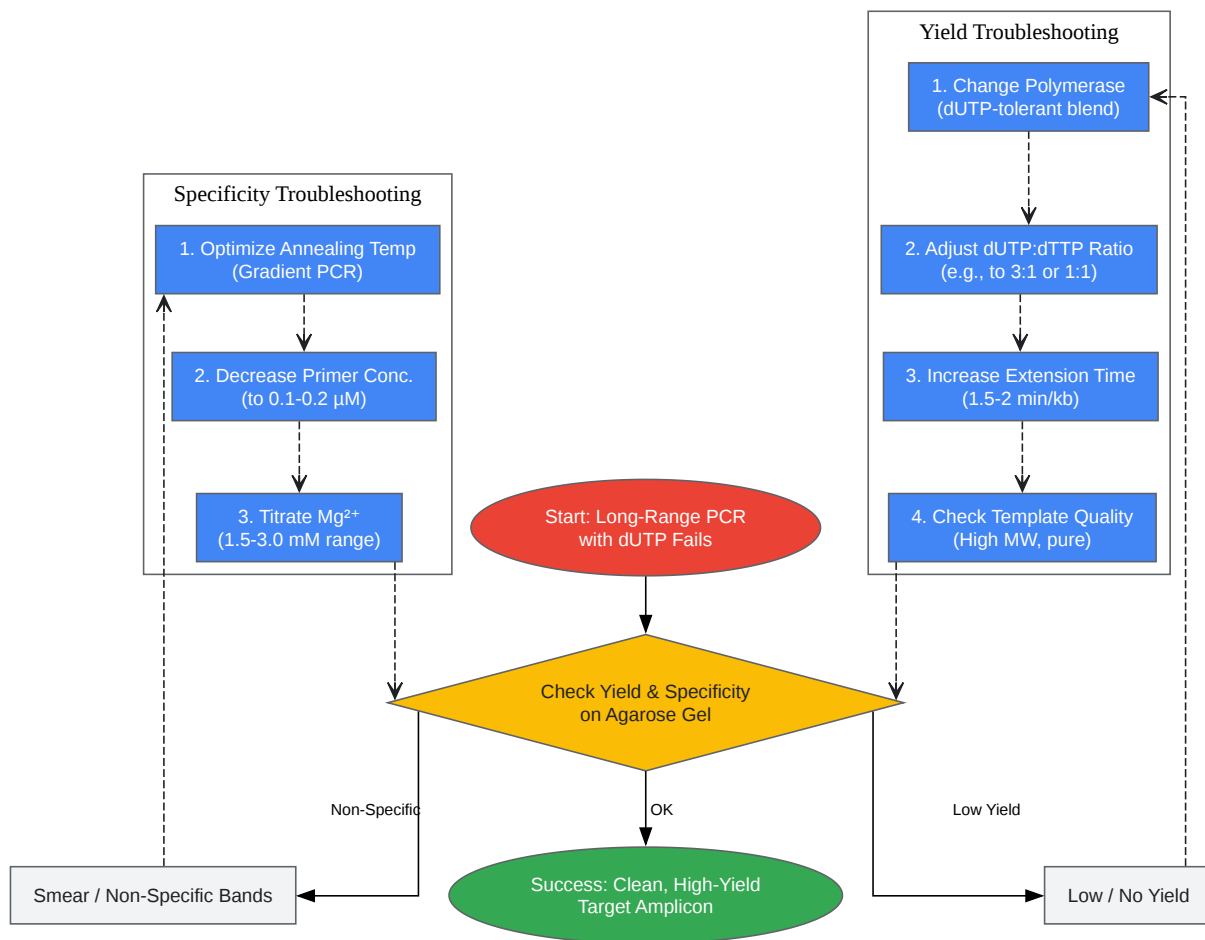 Yield Troubleshooting
1. Change Polymerase
(dUTP-tolerant blend)
2. Adjust dUTP:dTTP Ratio
(e.g., to 3:1 or 1:1)
3. Increase Extension Time
(1.5-2 min/kb)
4. Check Template Quality
(High MW, pure)
Specificity Troubleshooting
1. Optimize Annealing Temp
(Gradient PCR)
2. Decrease Primer Conc.
(to 0.1-0.2 µM)
3. Titrate Mg²⁺
(1.5-3.0 mM range)
Start: Long-Range PCR
with dUTP Fails
Check Yield & Specificity
on Agarose Gel
Non-Specific
OK
Low Yield
Smear / Non-Specific Bands
Success: Clean, High-Yield
Target Amplicon
Low / No Yield